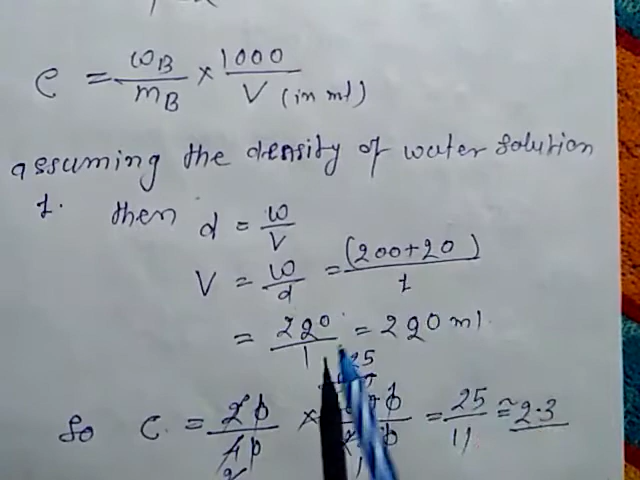 C = wB/mB × 1000/V (in ml)
assuming the density of water solution
1. then d = w/V
V = w/d = (200+20)/1
= 220/1 = 220 ml.
So C = 20/40 × = 25/11 ≈ 2.3